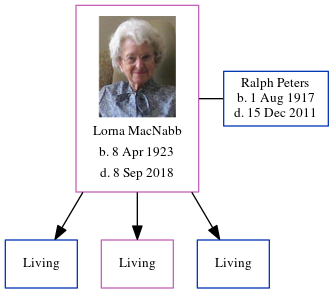 Lorna MacNabb
b. 8 Apr 1923
d. 8 Sep 2018
Ralph Peters
b. 1 Aug 1917
d. 15 Dec 2011
Living
Living
Living